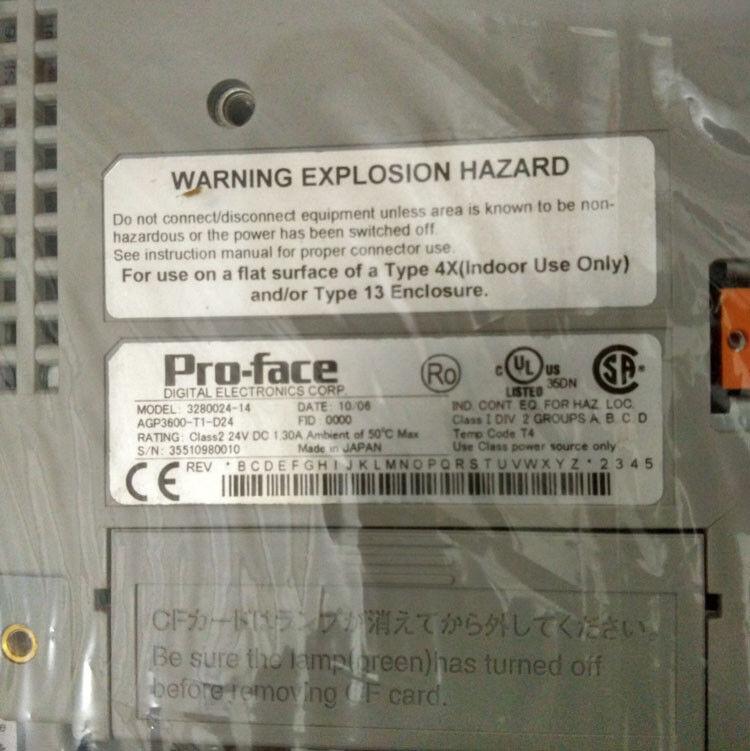 WARNING EXPLOSION HAZARD
Do not connect/disconnect equipment unless area is known to be non-
hazardous or the power has been switched off.
See instruction manual for proper connector use.
For use on a flat surface of a Type 4X(Indoor Use Only)
and/or Type 13 Enclosure.
Pro-face
DIGITAL ELECTRONICS CORP.
Ro
C UL US
LISTED
36DN
SA
MODEL: 3280024-14 DATE: 10/06
AGP3600-T1-D24 FID: 0000
RATING: Class2 24V DC 1.30A Ambient of 50°C Max
S/N: 35510980010 Made in JAPAN
IND. CONT. EQ. FOR HAZ. LOC.
Class I DIV 2 GROUPS A, B, C, D
Temp Code T4
Use Class power source only
CE
REV * B C D E F G H I J K L M N O P Q R S T U V W X Y Z * 2 3 4 5
CFカードはランプが消えてから外してください。
Be sure the lamp(green)has turned off
before removing CF card.